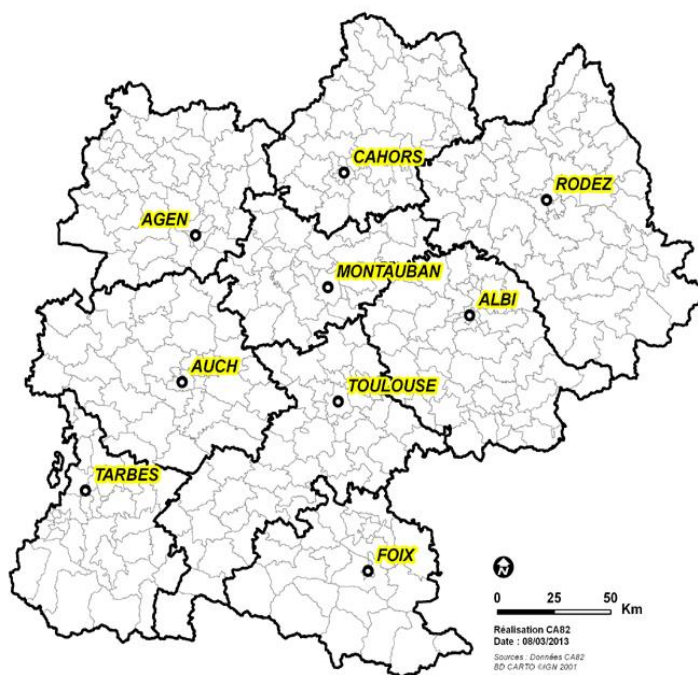 CAHORS
RODEZ
AGEN
MONTAUBAN
ALBI
AUCH
TOULOUSE
TARBES
FOIX
N
0 25 50 Km
Réalisation CA82
Date : 08/03/2013
Sources : Données CA82
BD CARTO ©IGN 2001